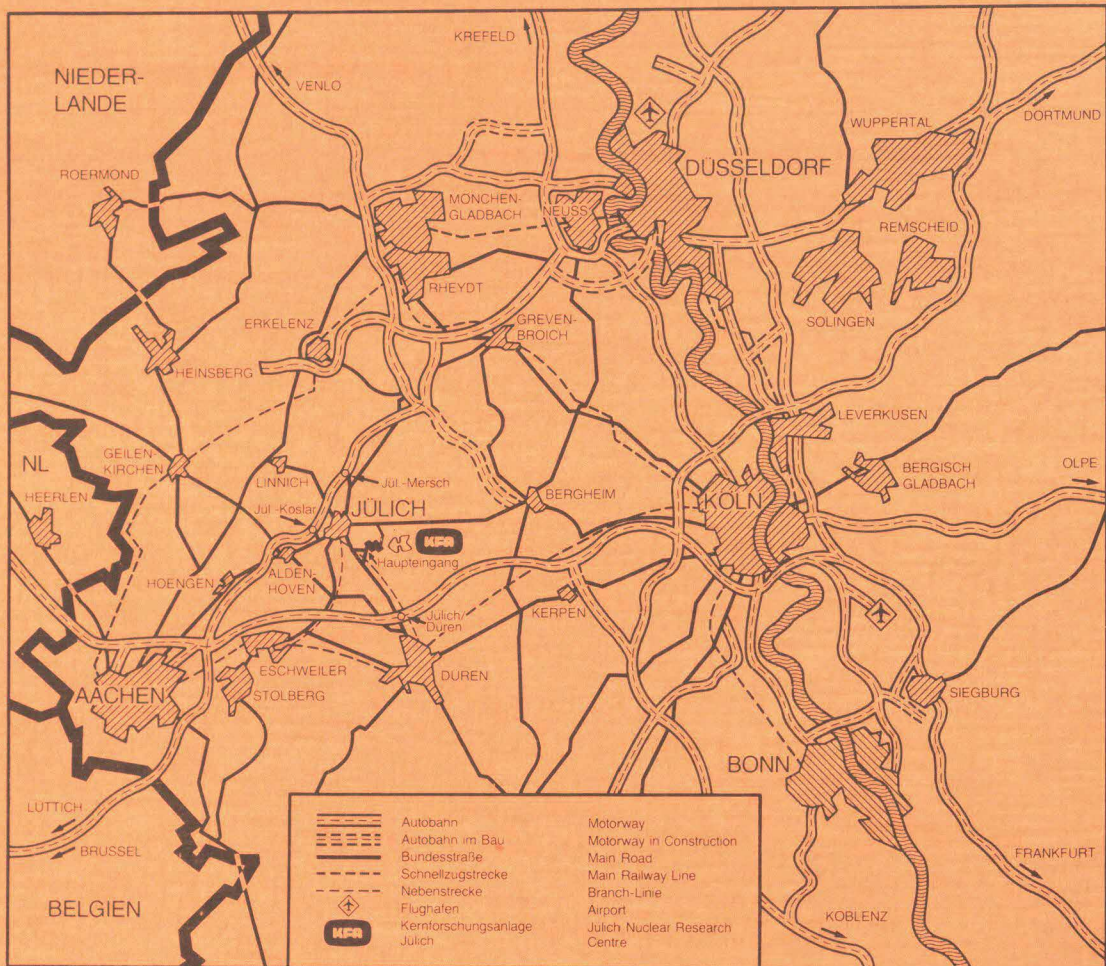 KREFELD
NIEDER-
LANDE
VENLO
DORTMUND
WUPPERTAL
DÜSSELDORF
ROERMOND
MÖNCHEN-
GLADBACH
NEUSS
REMSCHEID
RHEYDT
SOLINGEN
ERKELENZ
GREVEN-
BROICH
HEINSBERG
LEVERKUSEN
GEILEN-
KIRCHEN
NL
HEERLEN
LINNICH
Jül.-Mersch
BERGHEIM
KÖLN
BERGISCH
GLADBACH
OLPE
Jül.-Koslar
JÜLICH
KFA
Haupteingang
HOENGEN
ALDEN-
HOVEN
KERPEN
Jülich/
Düren
ESCHWEILER
DÜREN
AACHEN
STOLBERG
SIEGBURG
BONN
LÜTTICH
BRÜSSEL
FRANKFURT
BELGIEN
KOBLENZ
Autobahn Motorway
Autobahn im Bau Motorway in Construction
Bundesstraße Main Road
Schnellzugstrecke Main Railway Line
Nebenstrecke Branch-Linie
Flughafen Airport
KFA Kernforschungsanlage Jülich Nuclear Research
Jülich Centre